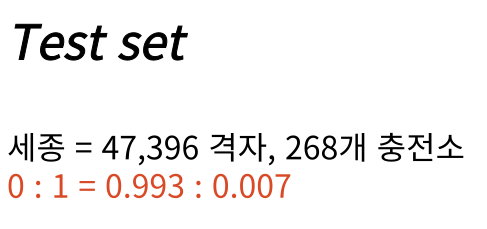 Test set
세종 = 47,396 격자, 268개 충전소
0 : 1 = 0.993 : 0.007